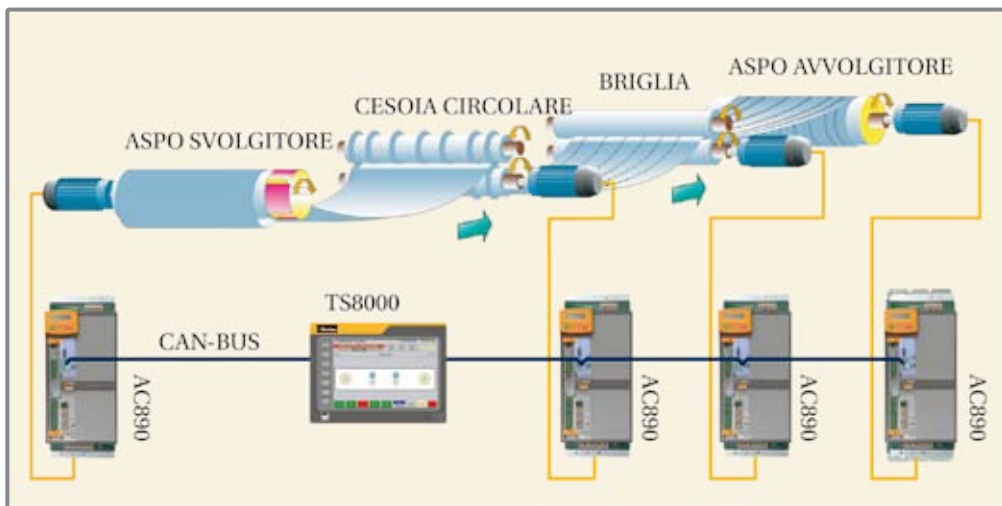 ASPO AVVOLGITORE
BRIGLIA
CESOIA CIRCOLARE
ASPO SVOLGITORE
TS8000
CAN-BUS
AC890
AC890
AC890
AC890